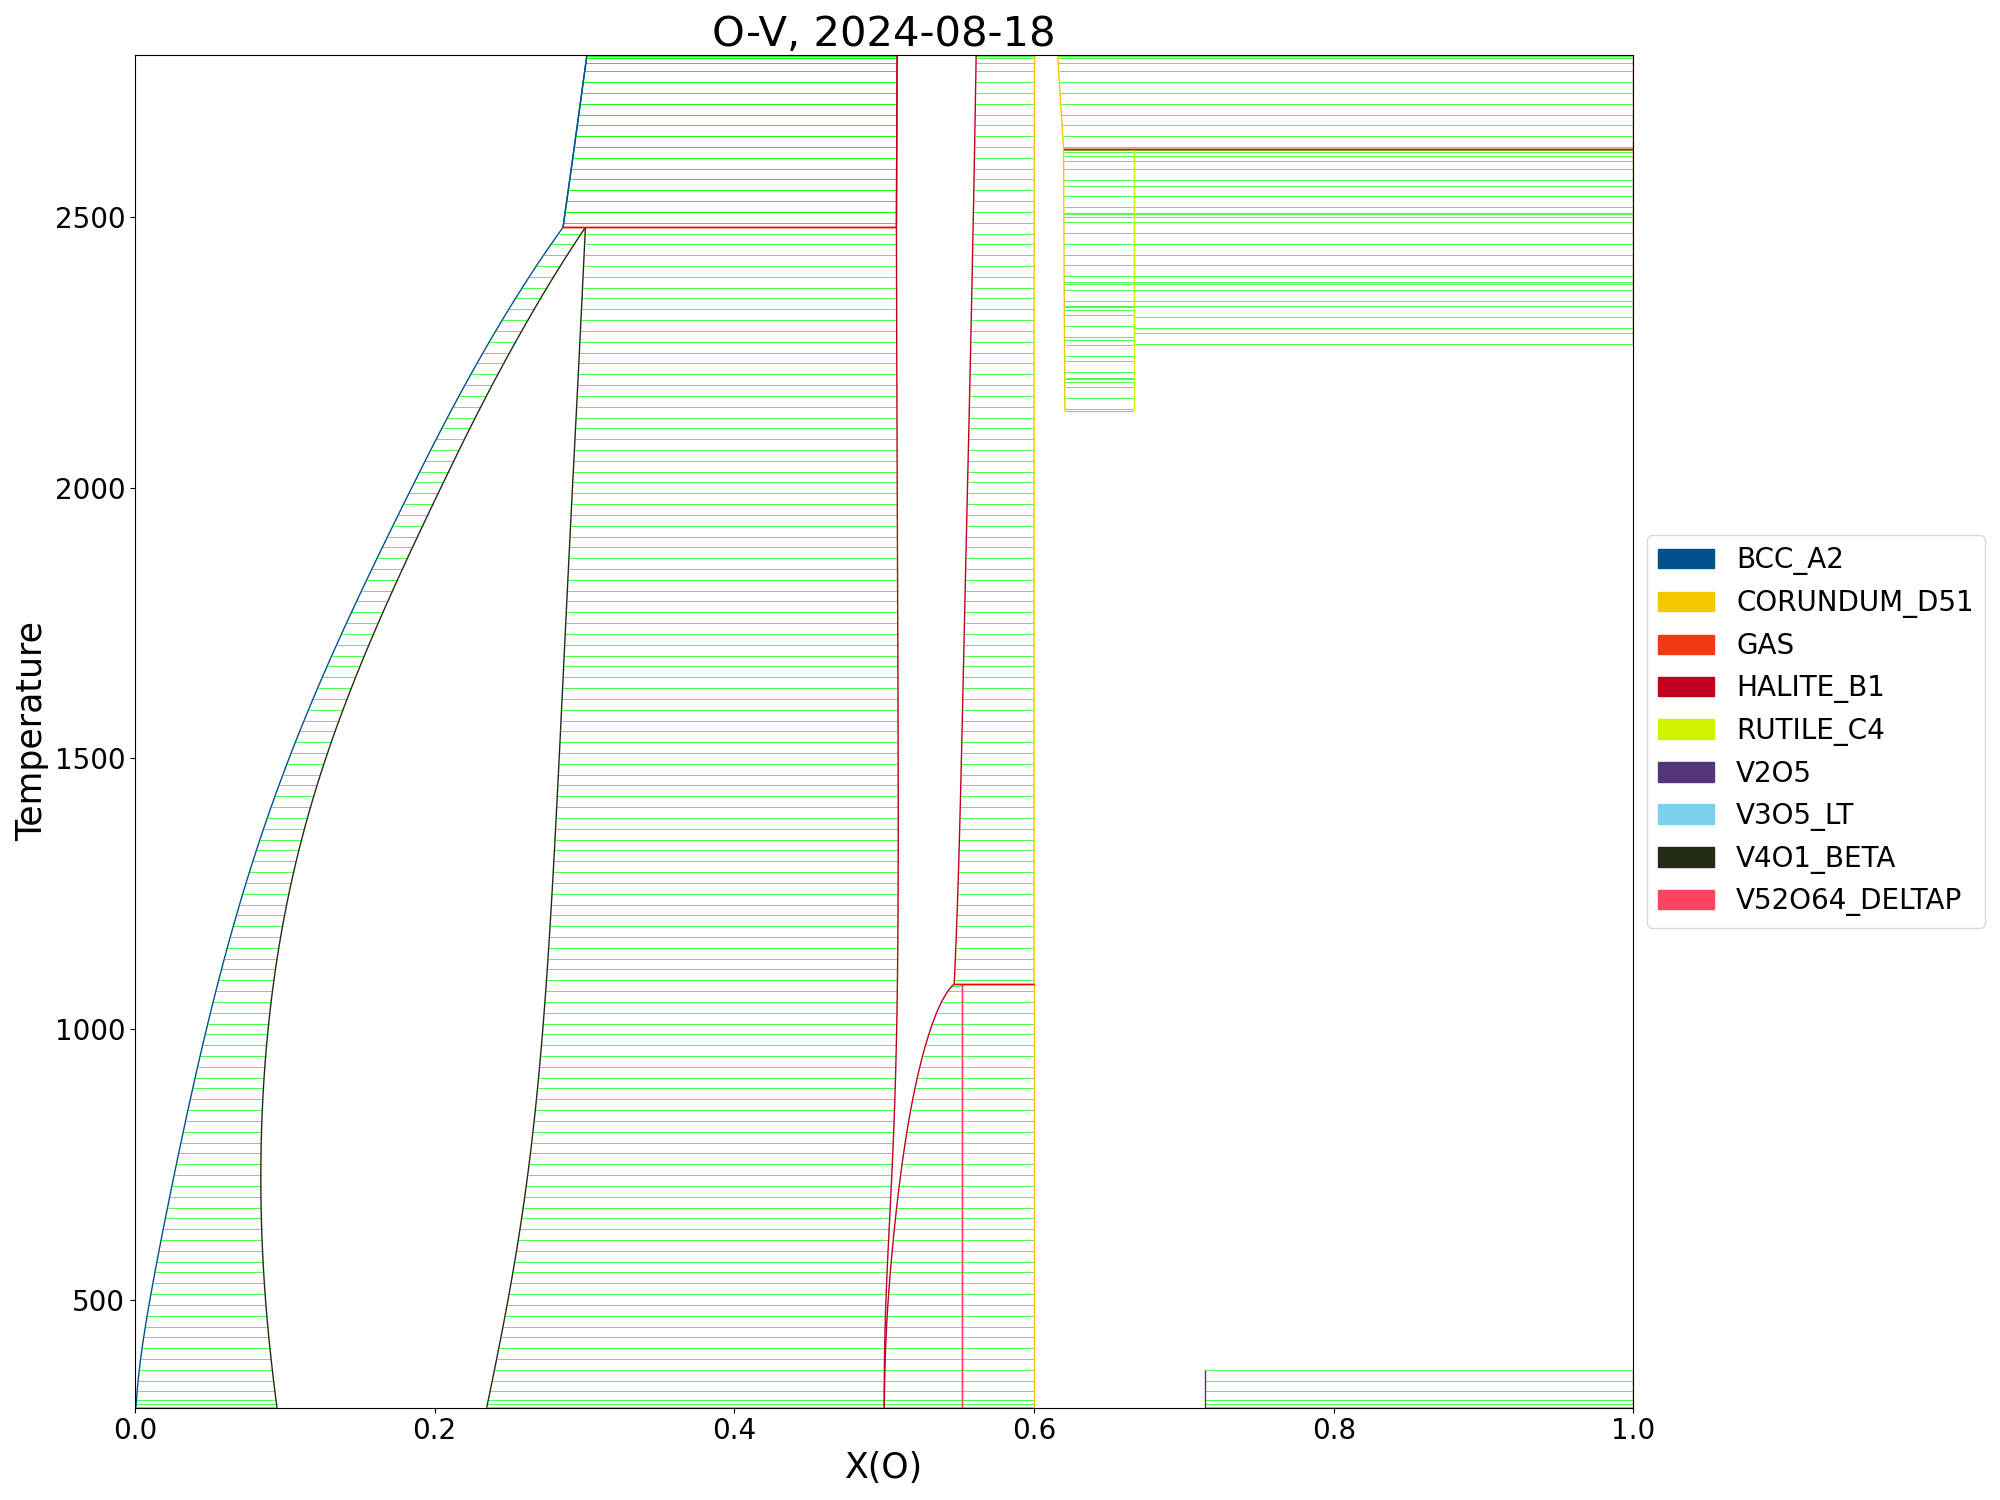 O-V, 2024-08-18
Temperature
2500
2000
1500
1000
500
0.0 0.2 0.4 0.6 0.8 1.0
X(O)
BCC_A2
CORUNDUM_D51
GAS
HALITE_B1
RUTILE_C4
V2O5
V3O5_LT
V4O1_BETA
V52O64_DELTAP